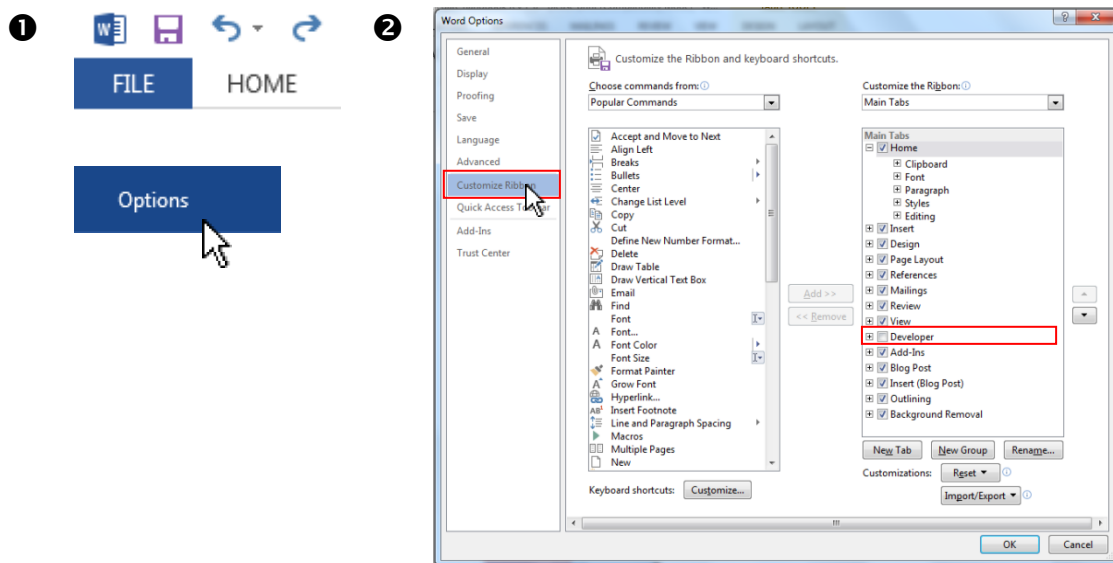 ❶
W
FILE HOME
Options
❷
Word Options
General
Display
Proofing
Save
Language
Advanced
Customize Ribbon
Quick Access Toolbar
Add-Ins
Trust Center
Customize the Ribbon and keyboard shortcuts.
Choose commands from:
Popular Commands
Accept and Move to Next
Align Left
Breaks
Bullets
Center
Change List Level
Copy
Cut
Define New Number Format...
Delete
Draw Table
Draw Vertical Text Box
Email
Find
Font
Font...
Font Color
Font Size
Format Painter
Grow Font
Hyperlink...
Insert Footnote
Line and Paragraph Spacing
Macros
Multiple Pages
New
Keyboard shortcuts: Customize...
Add >>
<< Remove
Customize the Ribbon:
Main Tabs
Main Tabs
Home
Clipboard
Font
Paragraph
Styles
Editing
Insert
Design
Page Layout
References
Mailings
Review
View
Developer
Add-Ins
Blog Post
Insert (Blog Post)
Outlining
Background Removal
New Tab New Group Rename...
Customizations: Reset
Import/Export
OK Cancel